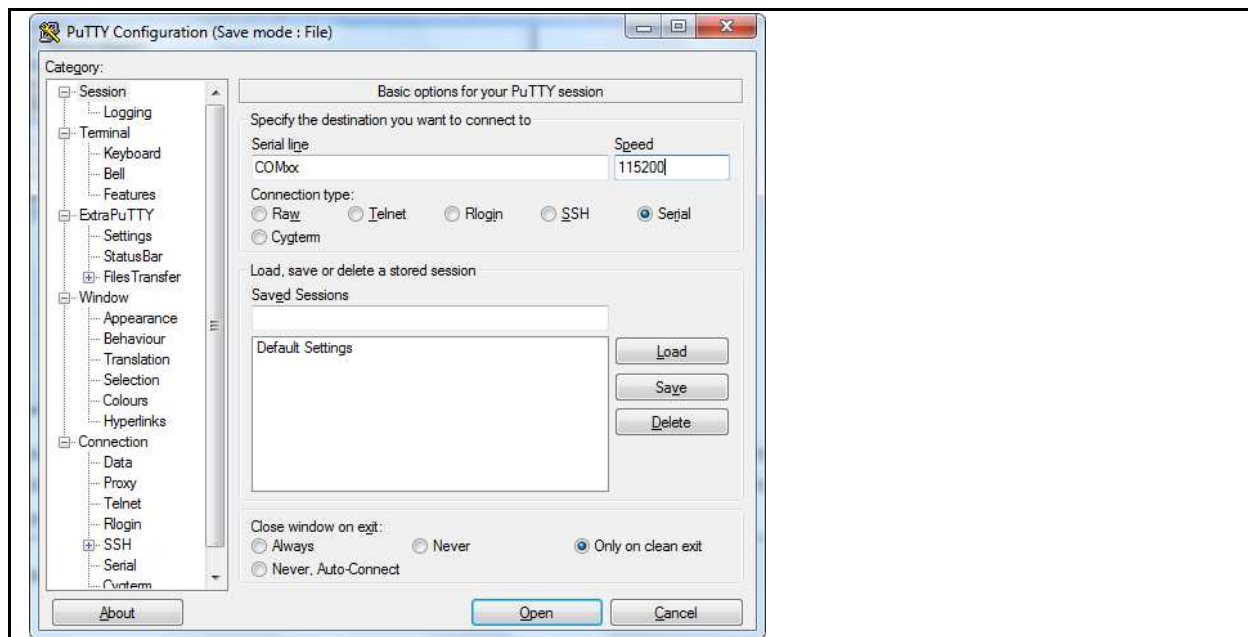 PuTTY Configuration (Save mode : File)
Category:
Session
Logging
Terminal
Keyboard
Bell
Features
ExtraPuTTY
Settings
StatusBar
FilesTransfer
Window
Appearance
Behaviour
Translation
Selection
Colours
Hyperlinks
Connection
Data
Proxy
Telnet
Rlogin
SSH
Serial
Cygterm
Basic options for your PuTTY session
Specify the destination you want to connect to
Serial line Speed
COMxx 115200
Connection type:
Raw Telnet Rlogin SSH Serial
Cygterm
Load, save or delete a stored session
Saved Sessions
Default Settings
Load
Save
Delete
Close window on exit:
Always Never Only on clean exit
Never, Auto-Connect
About Open Cancel